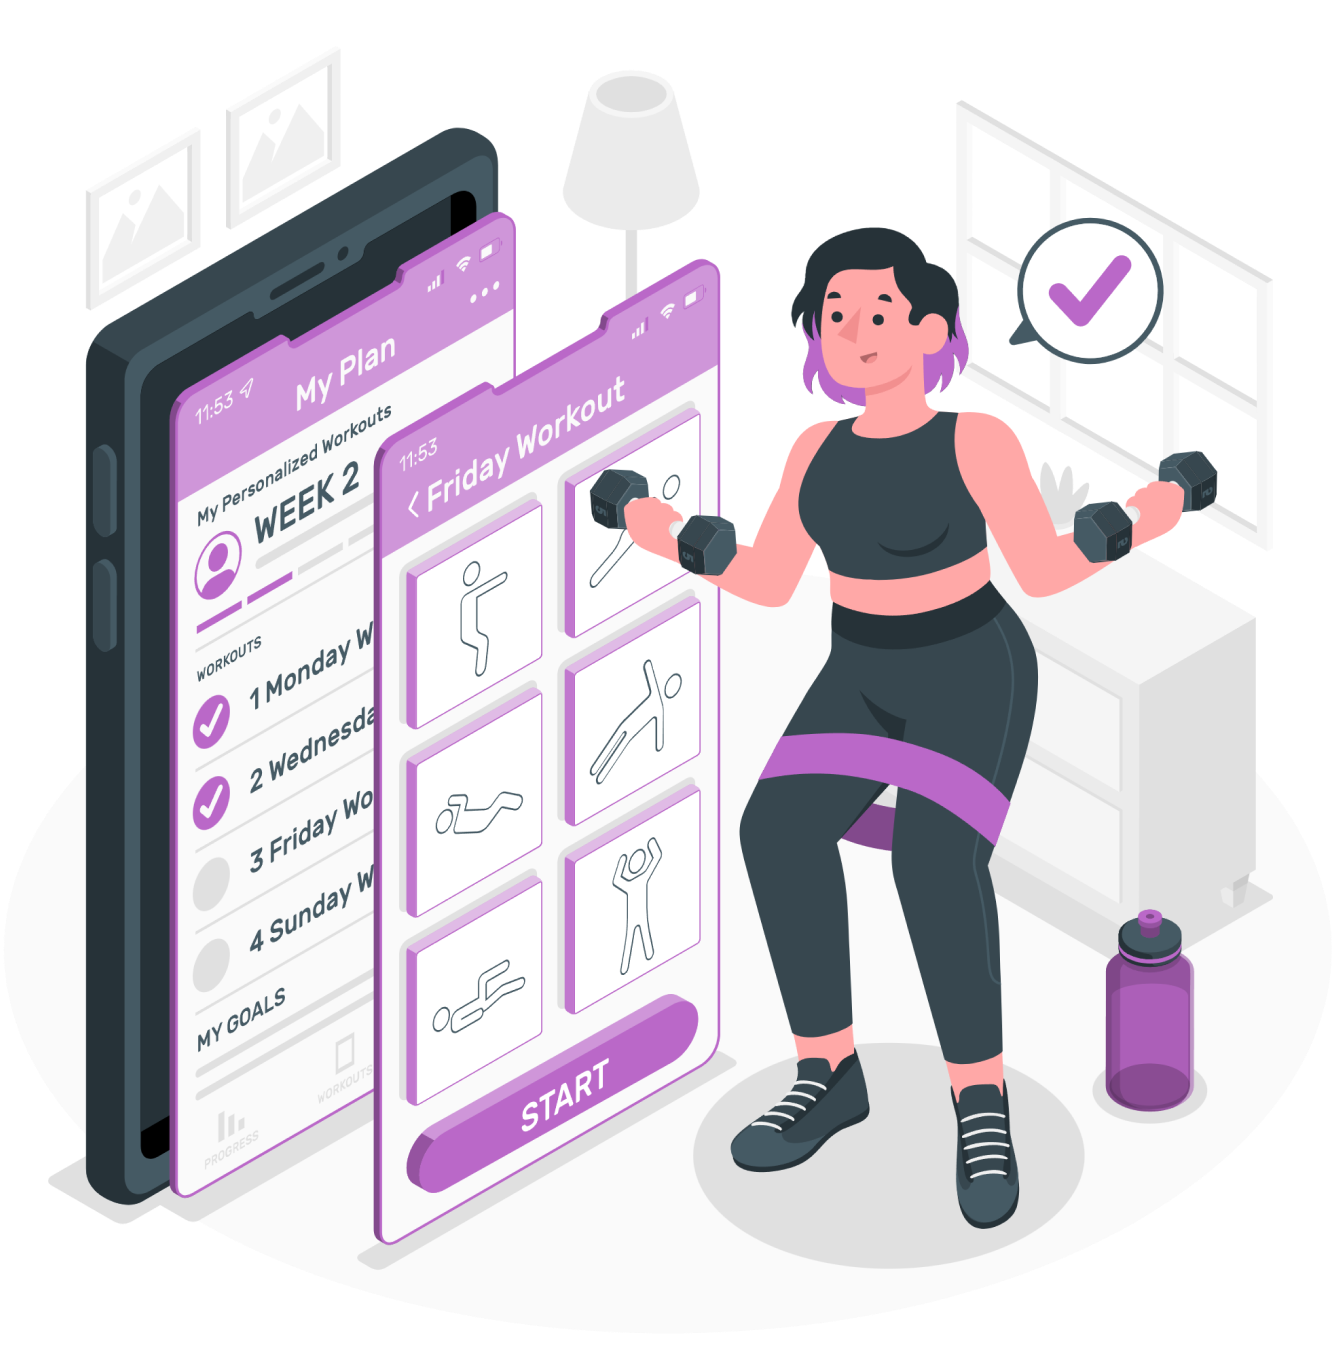 11:53
My Plan
My Personalized Workouts
WEEK 2
WORKOUTS
1 Monday W
2 Wednesda
3 Friday Wo
4 Sunday W
MY GOALS
PROGRESS
WORKOUTS
11:53
Friday Workout
START